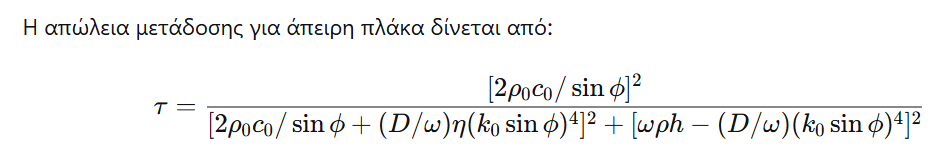 Η απώλεια μετάδοσης για άπειρη πλάκα δίνεται από:
τ = [2ρ₀c₀/ sin ϕ]² / [2ρ₀c₀/ sin ϕ + (D/ω)η(k₀ sin ϕ)⁴]² + [ωρh − (D/ω)(k₀ sin ϕ)⁴]²